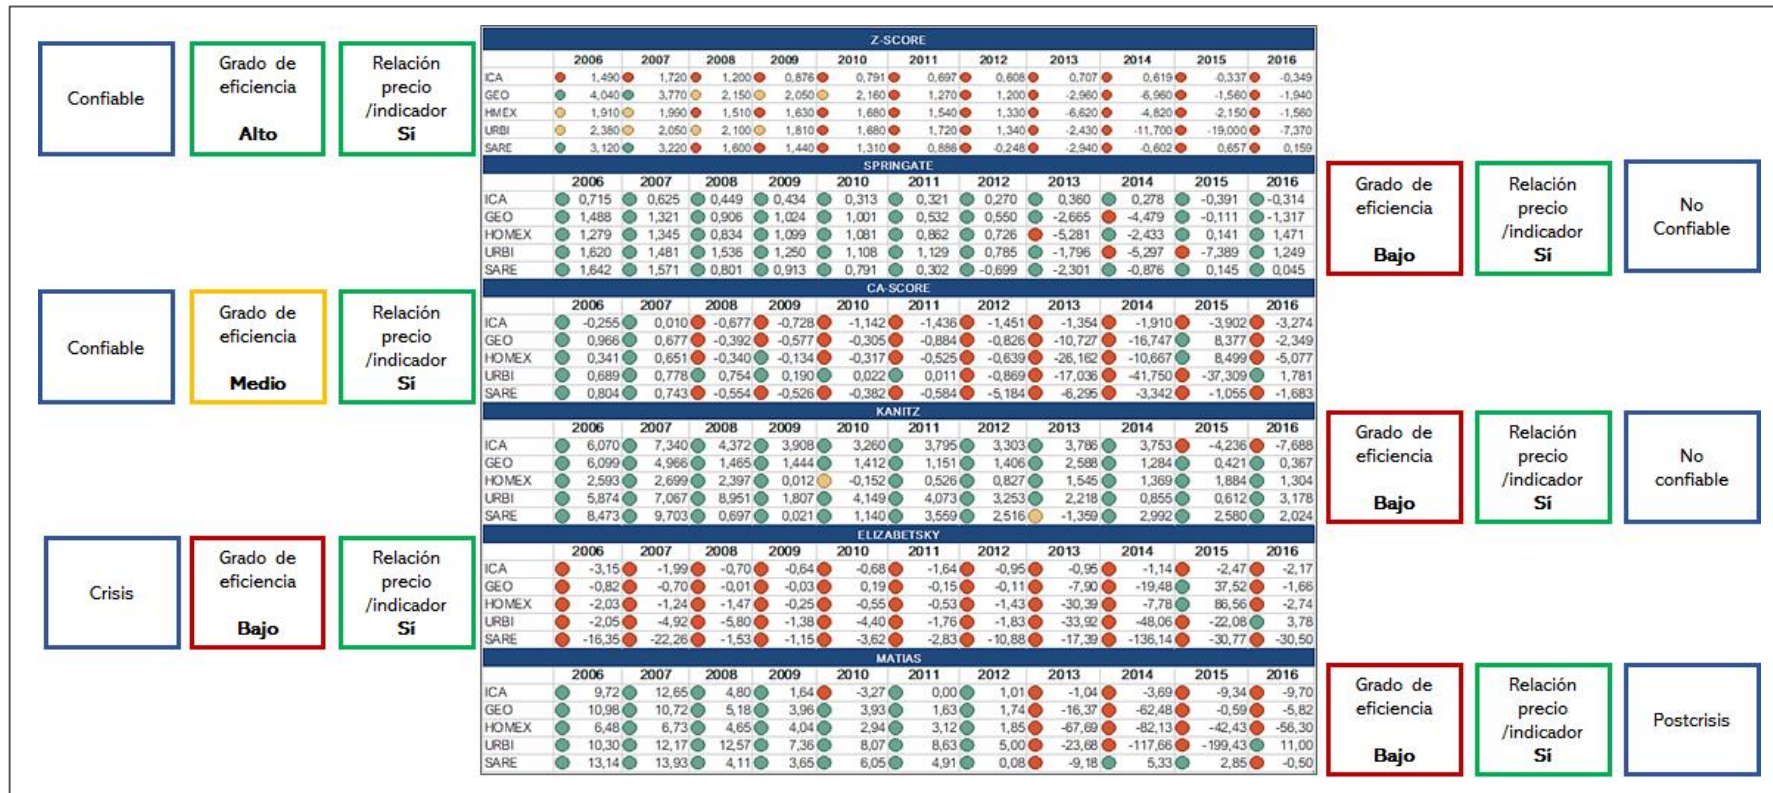 Confiable
Grado de
eficiencia
Alto
Relación
precio
/indicador
Sí
Z-SCORE
2006 2007 2008 2009 2010 2011 2012 2013 2014 2015 2016
ICA 1,490 1,720 1,200 0,876 0,791 0,697 0,608 0,707 0,619 -0,337 -0,349
GEO 4,040 3,770 2,150 2,050 2,160 1,270 1,200 -2,960 -6,960 -1,560 -1,940
HMEX 1,910 1,990 1,510 1,630 1,680 1,540 1,330 -6,620 -4,820 -2,150 -1,560
URBI 2,380 2,050 2,100 1,810 1,680 1,720 1,340 -2,430 -11,700 -19,000 -7,370
SARE 3,120 3,220 1,600 1,440 1,310 0,886 -0,248 -2,940 -0,602 0,657 0,159
SPRINGATE
2006 2007 2008 2009 2010 2011 2012 2013 2014 2015 2016
ICA 0,715 0,625 0,449 0,434 0,313 0,321 0,270 0,360 0,278 -0,391 -0,314
GEO 1,488 1,321 0,906 1,024 1,001 0,532 0,550 -2,665 -4,479 -0,111 -1,317
HOMEX 1,279 1,345 0,834 1,099 1,081 0,862 0,726 -5,281 -2,433 0,141 1,471
URBI 1,620 1,481 1,536 1,250 1,108 1,129 0,785 -1,796 -5,297 -7,389 1,249
SARE 1,642 1,571 0,801 0,913 0,791 0,302 -0,699 -2,301 -0,876 0,145 0,045
Grado de
eficiencia
Bajo
Relación
precio
/indicador
Sí
No
Confiable
Confiable
Grado de
eficiencia
Medio
Relación
precio
/indicador
Sí
CA-SCORE
2006 2007 2008 2009 2010 2011 2012 2013 2014 2015 2016
ICA -0,255 0,010 -0,677 -0,728 -1,142 -1,436 -1,451 -1,354 -1,910 -3,902 -3,274
GEO 0,966 0,677 -0,392 -0,577 -0,305 -0,884 -0,826 -10,727 -16,747 8,377 -2,349
HOMEX 0,341 0,651 -0,340 -0,134 -0,317 -0,525 -0,639 -26,162 -10,667 8,499 -5,077
URBI 0,689 0,778 0,754 0,190 0,022 0,011 -0,869 -17,036 -41,750 -37,309 1,781
SARE 0,804 0,743 -0,554 -0,526 -0,382 -0,584 -5,184 -6,295 -3,342 -1,055 -1,683
KANITZ
2006 2007 2008 2009 2010 2011 2012 2013 2014 2015 2016
ICA 6,070 7,340 4,372 3,908 3,260 3,795 3,303 3,786 3,753 -4,236 -7,688
GEO 6,099 4,966 1,465 1,444 1,412 1,151 1,406 2,588 1,284 0,421 0,367
HOMEX 2,593 2,699 2,397 0,012 -0,152 0,526 0,827 1,545 1,369 1,884 1,304
URBI 5,874 7,067 8,951 1,807 4,149 4,073 3,253 2,218 0,855 0,612 3,178
SARE 8,473 9,703 0,697 0,021 1,140 3,559 2,516 -1,359 2,992 2,580 2,024
Grado de
eficiencia
Bajo
Relación
precio
/indicador
Sí
No
confiable
Crisis
Grado de
eficiencia
Bajo
Relación
precio
/indicador
Sí
ELIZABETSKY
2006 2007 2008 2009 2010 2011 2012 2013 2014 2015 2016
ICA -3,15 -1,99 -0,70 -0,64 -0,68 -1,64 -0,95 -0,95 -1,14 -2,47 -2,17
GEO -0,82 -0,70 -0,01 -0,03 0,19 -0,15 -0,11 -7,90 -19,48 37,52 -1,66
HOMEX -2,03 -1,24 -1,47 -0,25 -0,55 -0,53 -1,43 -30,39 -7,78 86,56 -2,74
URBI -2,05 -4,92 -5,80 -1,38 -4,40 -1,76 -1,83 -33,92 -48,06 -22,08 3,78
SARE -16,35 -22,26 -1,53 -1,15 -3,62 -2,83 -10,88 -17,39 -136,14 -30,77 -30,50
MATIAS
2006 2007 2008 2009 2010 2011 2012 2013 2014 2015 2016
ICA 9,72 12,65 4,80 1,64 -3,27 0,00 1,01 -1,04 -3,69 -9,34 -9,70
GEO 10,98 10,72 5,18 3,96 3,93 1,63 1,74 -16,37 -62,48 -0,59 -5,82
HOMEX 6,48 6,73 4,65 4,04 2,94 3,12 1,85 -67,69 -82,13 -42,43 -56,30
URBI 10,30 12,17 12,57 7,36 8,07 8,63 5,00 -23,68 -117,66 -199,43 11,00
SARE 13,14 13,93 4,11 3,65 6,05 4,91 0,08 -9,18 5,33 2,85 -0,50
Grado de
eficiencia
Bajo
Relación
precio
/indicador
Sí
Postcrisis